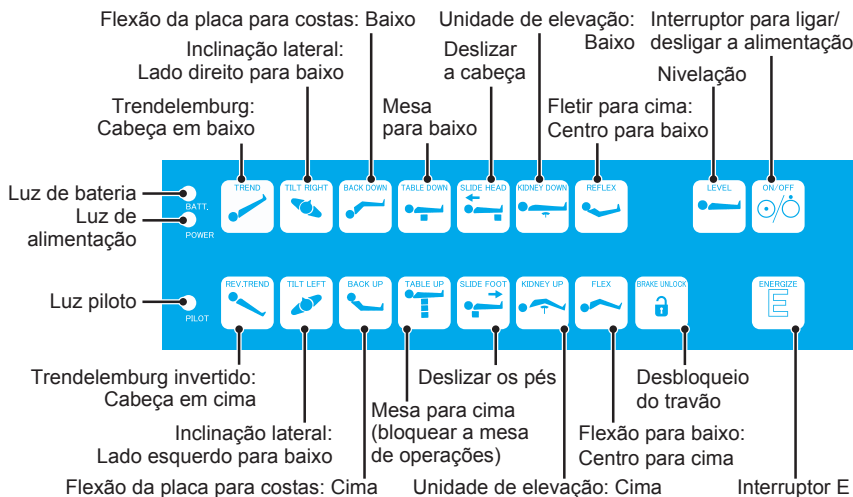 Flexão da placa para costas: Baixo
Unidade de elevação:
Baixo
Interruptor para ligar/
desligar a alimentação
Inclinação lateral:
Lado direito para baixo
Deslizar
a cabeça
Nivelação
Trendelemburg:
Cabeça em baixo
Mesa
para baixo
Fletir para cima:
Centro para baixo
Luz de bateria
Luz de
alimentação
BATT.
POWER
TREND
TILT RIGHT
BACK DOWN
TABLE DOWN
SLIDE HEAD
KIDNEY DOWN
REFLEX
LEVEL
ON/OFF
Luz piloto
PILOT
REV.TREND
TILT LEFT
BACK UP
TABLE UP
SLIDE FOOT
KIDNEY UP
FLEX
BRAKE UNLOCK
ENERGIZE
E
Trendelemburg invertido:
Cabeça em cima
Deslizar os pés
Desbloqueio
do travão
Mesa para cima
(bloquear a mesa
de operações)
Inclinação lateral:
Lado esquerdo para baixo
Flexão para baixo:
Centro para cima
Flexão da placa para costas: Cima
Unidade de elevação: Cima
Interruptor E